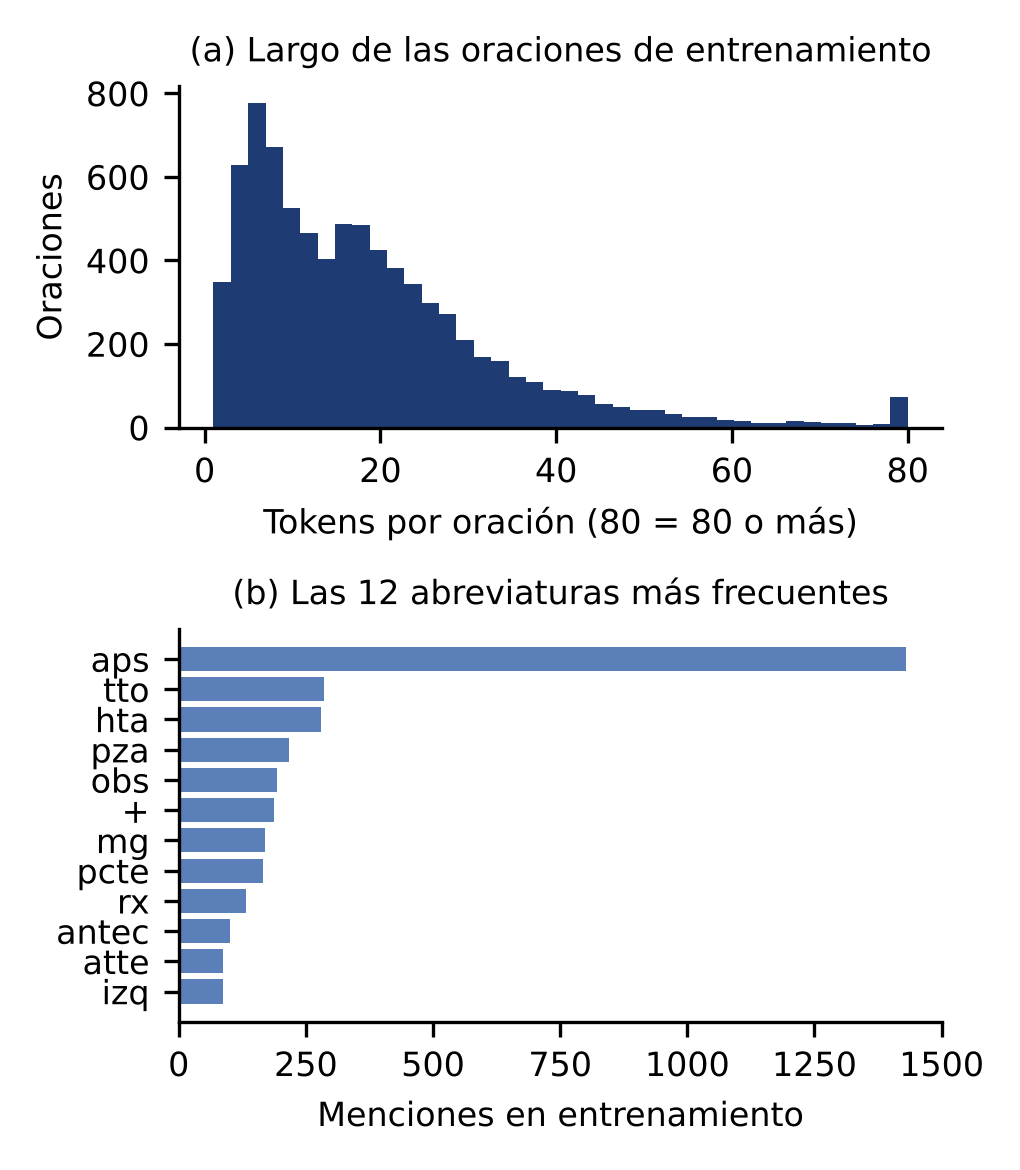 (a) Largo de las oraciones de entrenamiento
800
600
400
200
0
Oraciones
0 20 40 60 80
Tokens por oración (80 = 80 o más)
(b) Las 12 abreviaturas más frecuentes
aps
tto
hta
pza
obs
+
mg
pcte
rx
antec
atte
izq
0 250 500 750 1000 1250 1500
Menciones en entrenamiento